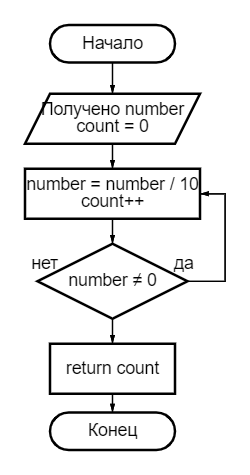 Начало
Получено number
count = 0
number = number / 10
count++
нет
да
number ≠ 0
return count
Конец